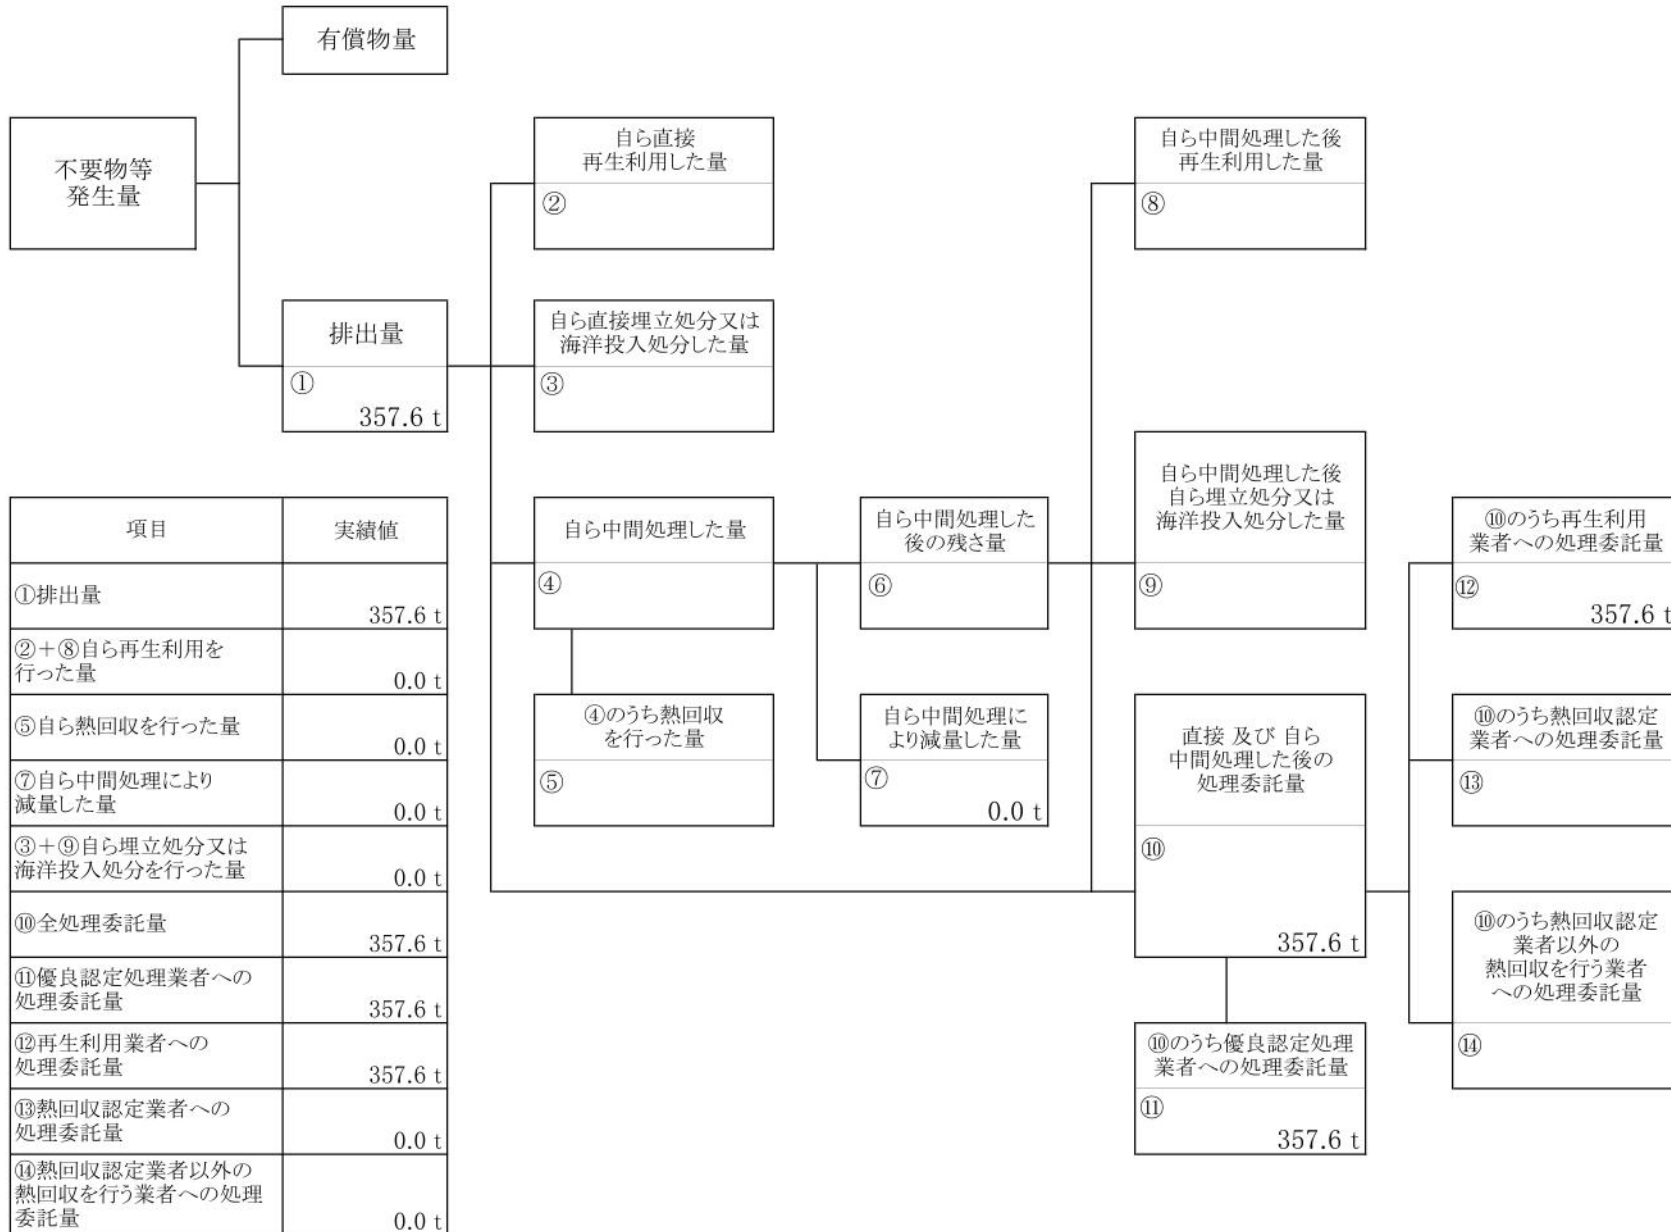 有償物量
不要物等
発生量
排出量
①
357.6 t
自ら直接
再生利用した量
②
自ら直接埋立処分又は
海洋投入処分した量
③
自ら中間処理した量
④
④のうち熱回収
を行った量
⑤
自ら中間処理した
後の残さ量
⑥
自ら中間処理に
より減量した量
⑦
0.0 t
自ら中間処理した後
再生利用した量
⑧
自ら中間処理した後
自ら埋立処分又は
海洋投入処分した量
⑨
直接 及び 自ら
中間処理した後の
処理委託量
⑩
357.6 t
⑩のうち優良認定処理
業者への処理委託量
⑪
357.6 t
⑩のうち再生利用
業者への処理委託量
⑫
357.6 t
⑩のうち熱回収認定
業者への処理委託量
⑬
⑩のうち熱回収認定
業者以外の
熱回収を行う業者
への処理委託量
⑭
項目 実績値
①排出量
357.6 t
②+⑧自ら再生利用を
行った量
0.0 t
⑤自ら熱回収を行った量
0.0 t
⑦自ら中間処理により
減量した量
0.0 t
③+⑨自ら埋立処分又は
海洋投入処分を行った量
0.0 t
⑩全処理委託量
357.6 t
⑪優良認定処理業者への
処理委託量
357.6 t
⑫再生利用業者への
処理委託量
357.6 t
⑬熱回収認定業者への
処理委託量
0.0 t
⑭熱回収認定業者以外の
熱回収を行う業者への処理
委託量
0.0 t